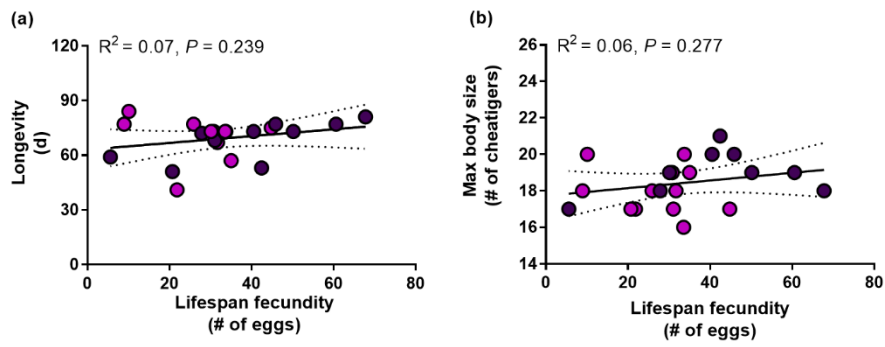 (a)
R² = 0.07, P = 0.239
120
90
60
30
0
Longevity
(d)
0 20 40 60 80
Lifespan fecundity
(# of eggs)
(b)
R² = 0.06, P = 0.277
26
24
22
20
18
16
14
Max body size
(# of cheatigers)
0 20 40 60 80
Lifespan fecundity
(# of eggs)